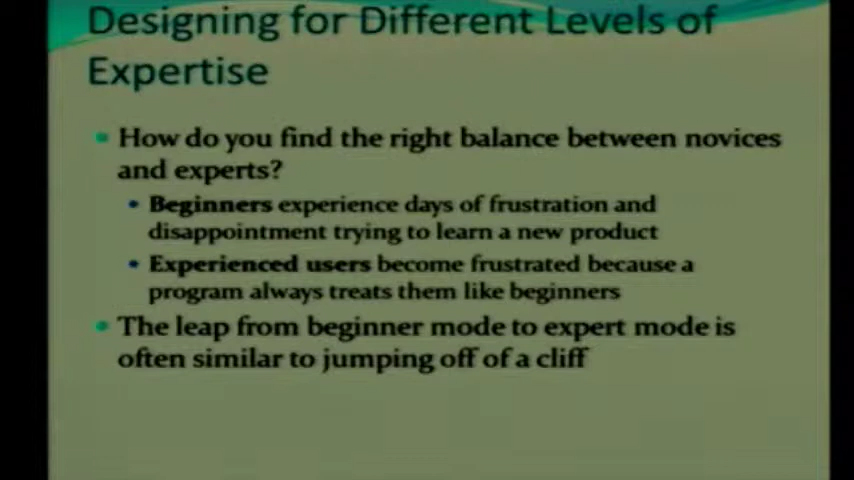 Designing for Different Levels of
Expertise
• How do you find the right balance between novices
and experts?
• Beginners experience days of frustration and
disappointment trying to learn a new product
• Experienced users become frustrated because a
program always treats them like beginners
• The leap from beginner mode to expert mode is
often similar to jumping off of a cliff